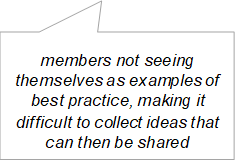 members not seeing
themselves as examples of
best practice, making it
difficult to collect ideas that
can then be shared